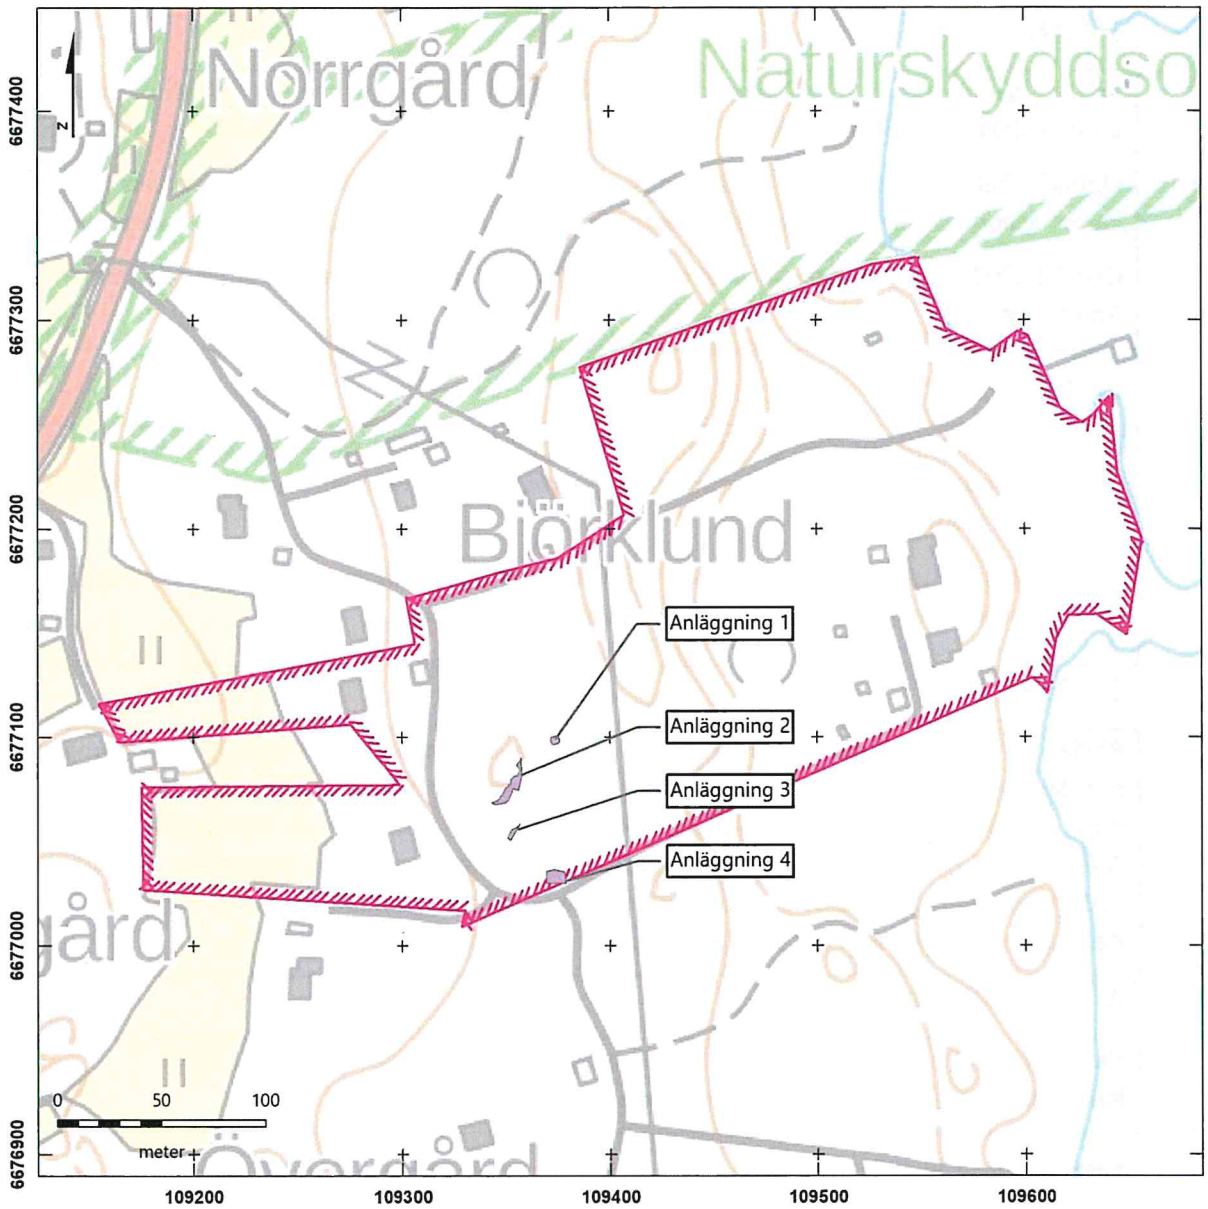 Norrgård
Naturskyddso
6677400
z
6677300
Björklund
6677200
Anläggning 1
6677100
Anläggning 2
Anläggning 3
Anläggning 4
gård
6677000
0 50 100
meter
6676900
Övergård
109200 109300 109400 109500 109600